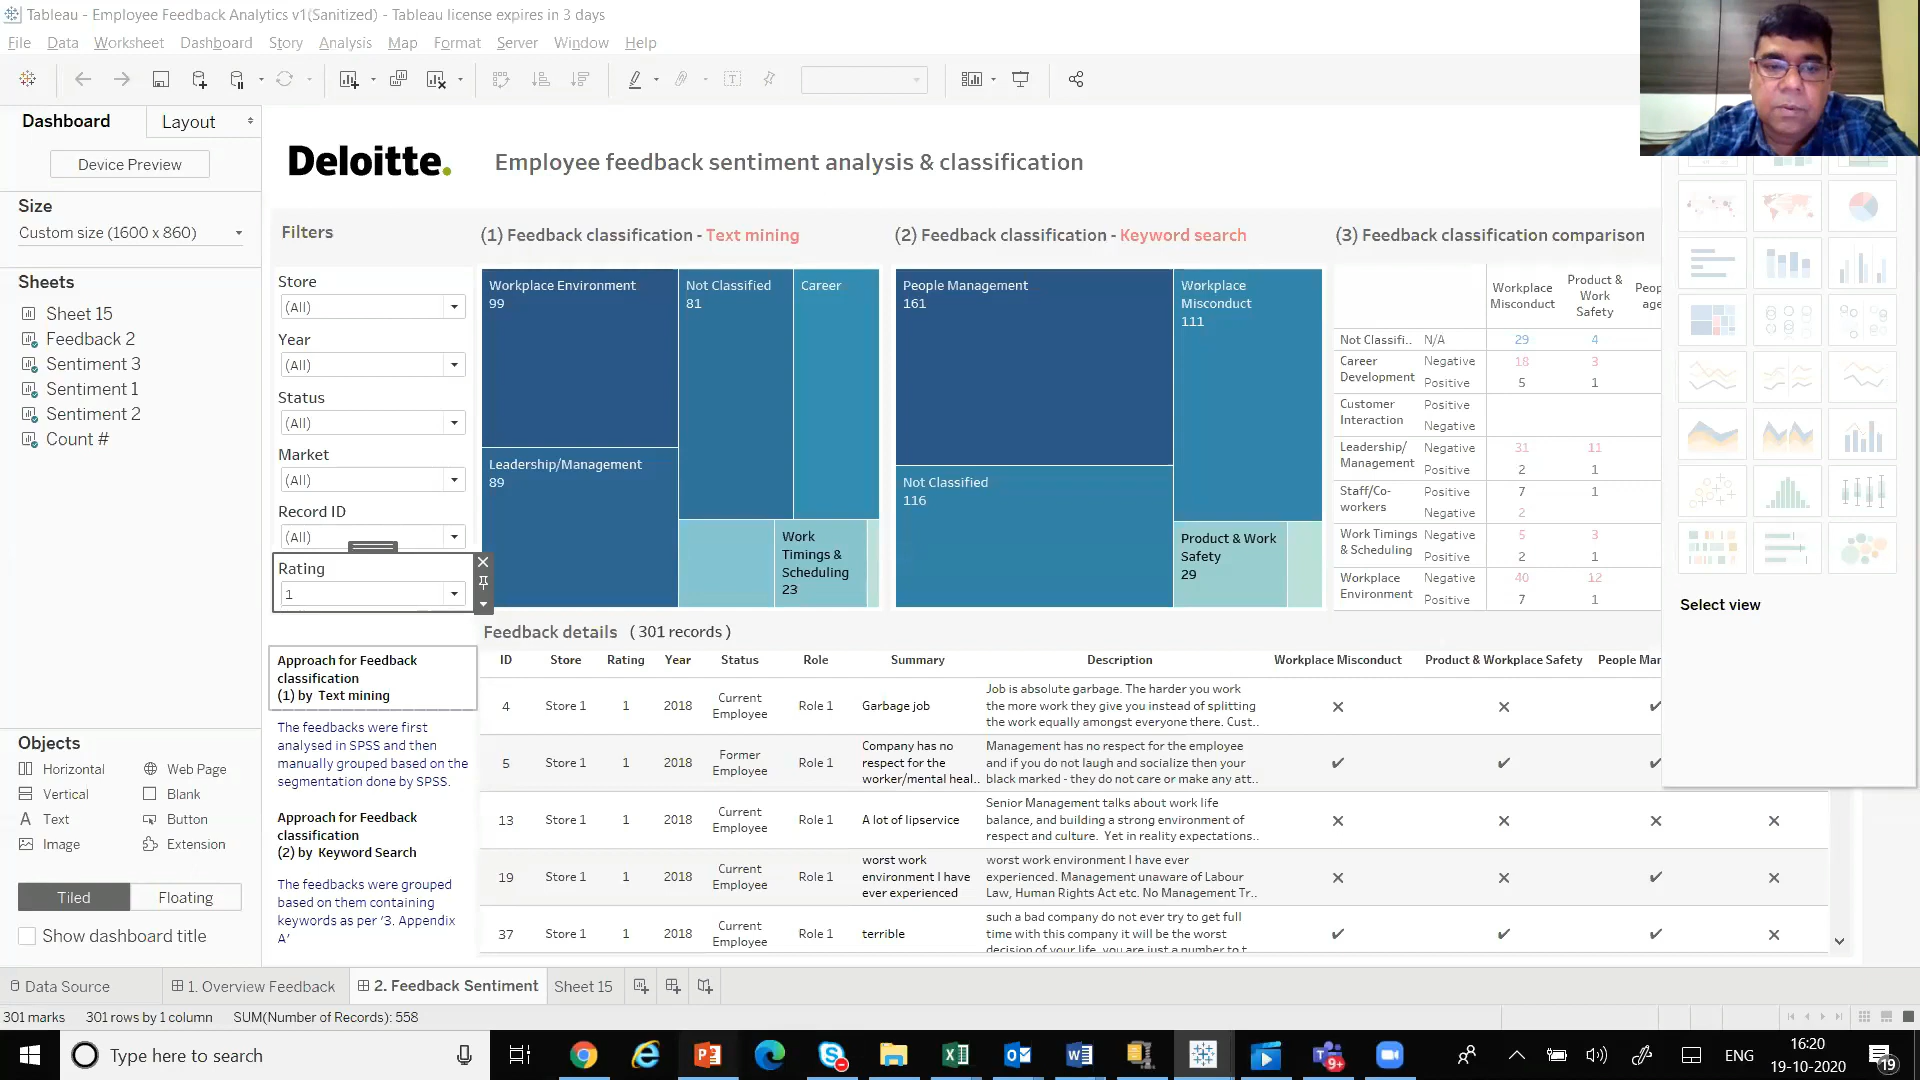 Tableau - Employee Feedback Analytics v1(Sanitized) - Tableau license expires in 3 days
File Data Worksheet Dashboard Story Analysis Map Format Server Window Help
Dashboard Layout
Device Preview
Size
Custom size (1600 x 860)
Sheets
Sheet 15
Feedback 2
Sentiment 3
Sentiment 1
Sentiment 2
Count #
Objects
Horizontal Web Page
Vertical Blank
Text Button
Image Extension
Tiled Floating
Show dashboard title
Deloitte.
Employee feedback sentiment analysis & classification
Filters
Store
(All)
Year
(All)
Status
(All)
Market
(All)
Record ID
(All)
Rating
1
Approach for Feedback
classification
(1) by Text mining
The feedbacks were first
analysed in SPSS and then
manually grouped based on the
segmentation done by SPSS.
Approach for Feedback
classification
(2) by Keyword Search
The feedbacks were grouped
based on them containing
keywords as per '3. Appendix
A'
(1) Feedback classification - Text mining
Workplace Environment
99
Not Classified
81
Career
Leadership/Management
89
Work
Timings &
Scheduling
23
(2) Feedback classification - Keyword search
People Management
161
Workplace
Misconduct
111
Not Classified
116
Product & Work
Safety
29
(3) Feedback classification comparison
Workplace
Misconduct
Product &
Work
Safety
Peop
age
Not Classifi.. N/A 29 4
Career
Development
Negative 18 3
Positive 5 1
Customer
Interaction
Positive
Negative
Leadership/
Management
Negative 31 11
Positive 2 1
Staff/Co-
workers
Positive 7 1
Negative 2
Work Timings
& Scheduling
Negative 5 3
Positive 2 1
Workplace
Environment
Negative 40 12
Positive 7 1
Select view
Feedback details ( 301 records )
ID Store Rating Year Status Role Summary Description Workplace Misconduct Product & Workplace Safety People Mar
4 Store 1 1 2018
Current
Employee
Role 1
Garbage job
Job is absolute garbage. The harder you work
the more work they give you instead of splitting
the work equally amongst everyone there. Cust..
5 Store 1 1 2018
Former
Employee
Role 1
Company has no
respect for the
worker/mental heal..
Management has no respect for the employee
and if you do not laugh and socialize then your
black marked - they do not care or make any att..
13 Store 1 1 2018
Current
Employee
Role 1
A lot of lipservice
Senior Management talks about work life
balance, and building a strong environment of
respect and culture. Yet in reality expectations..
19 Store 1 1 2018
Current
Employee
Role 1
worst work
environment I have
ever experienced
worst work environment I have ever
experienced. Management unaware of Labour
Law, Human Rights Act etc. No Management Tr..
37 Store 1 1 2018
Current
Employee
Role 1
terrible
such a bad company do not ever try to get full
time with this company it will be the worst
decision of your life. you are just a number to t
Data Source 1. Overview Feedback 2. Feedback Sentiment Sheet 15
301 marks 301 rows by 1 column SUM(Number of Records): 558
Type here to search
9+
ENG
16:20
19-10-2020
19